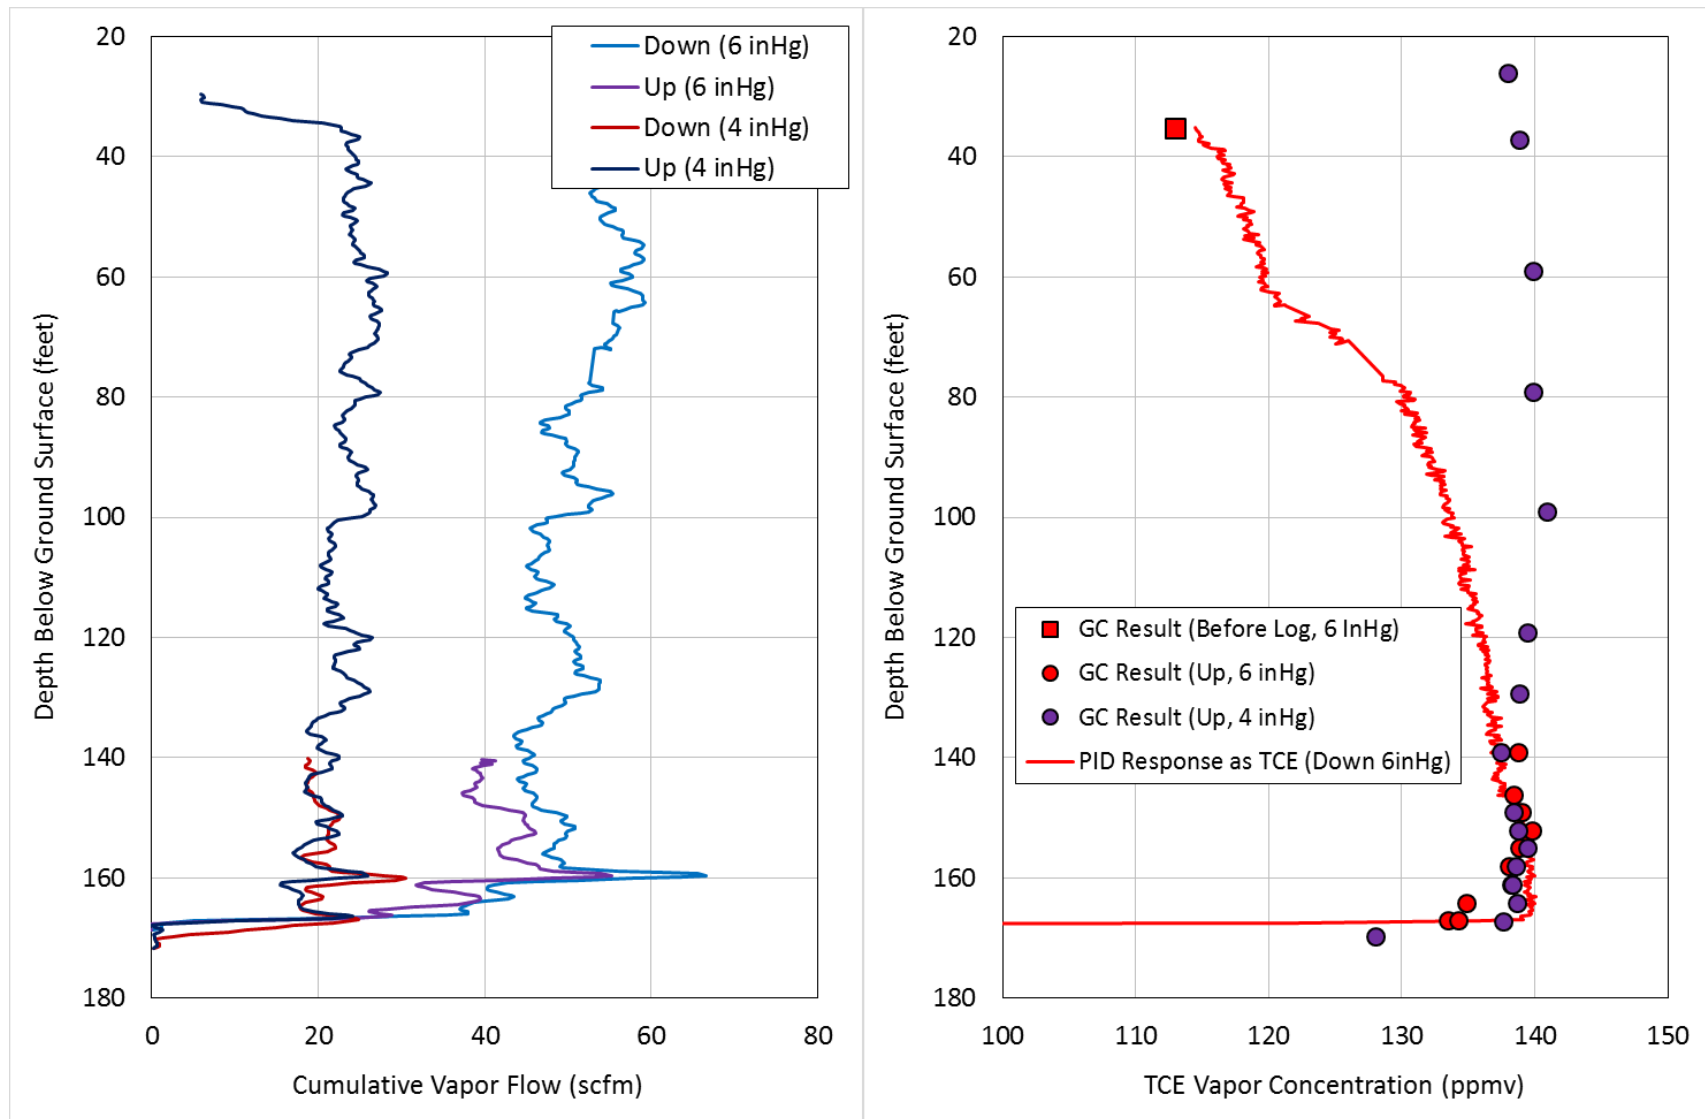 20
40
60
80
100
120
140
160
180
Depth Below Ground Surface (feet)
0 20 40 60 80
Cumulative Vapor Flow (scfm)
Down (6 inHg)
Up (6 inHg)
Down (4 inHg)
Up (4 inHg)
20
40
60
80
100
120
140
160
180
Depth Below Ground Surface (feet)
100 110 120 130 140 150
TCE Vapor Concentration (ppmv)
GC Result (Before Log, 6 InHg)
GC Result (Up, 6 inHg)
GC Result (Up, 4 inHg)
PID Response as TCE (Down 6inHg)